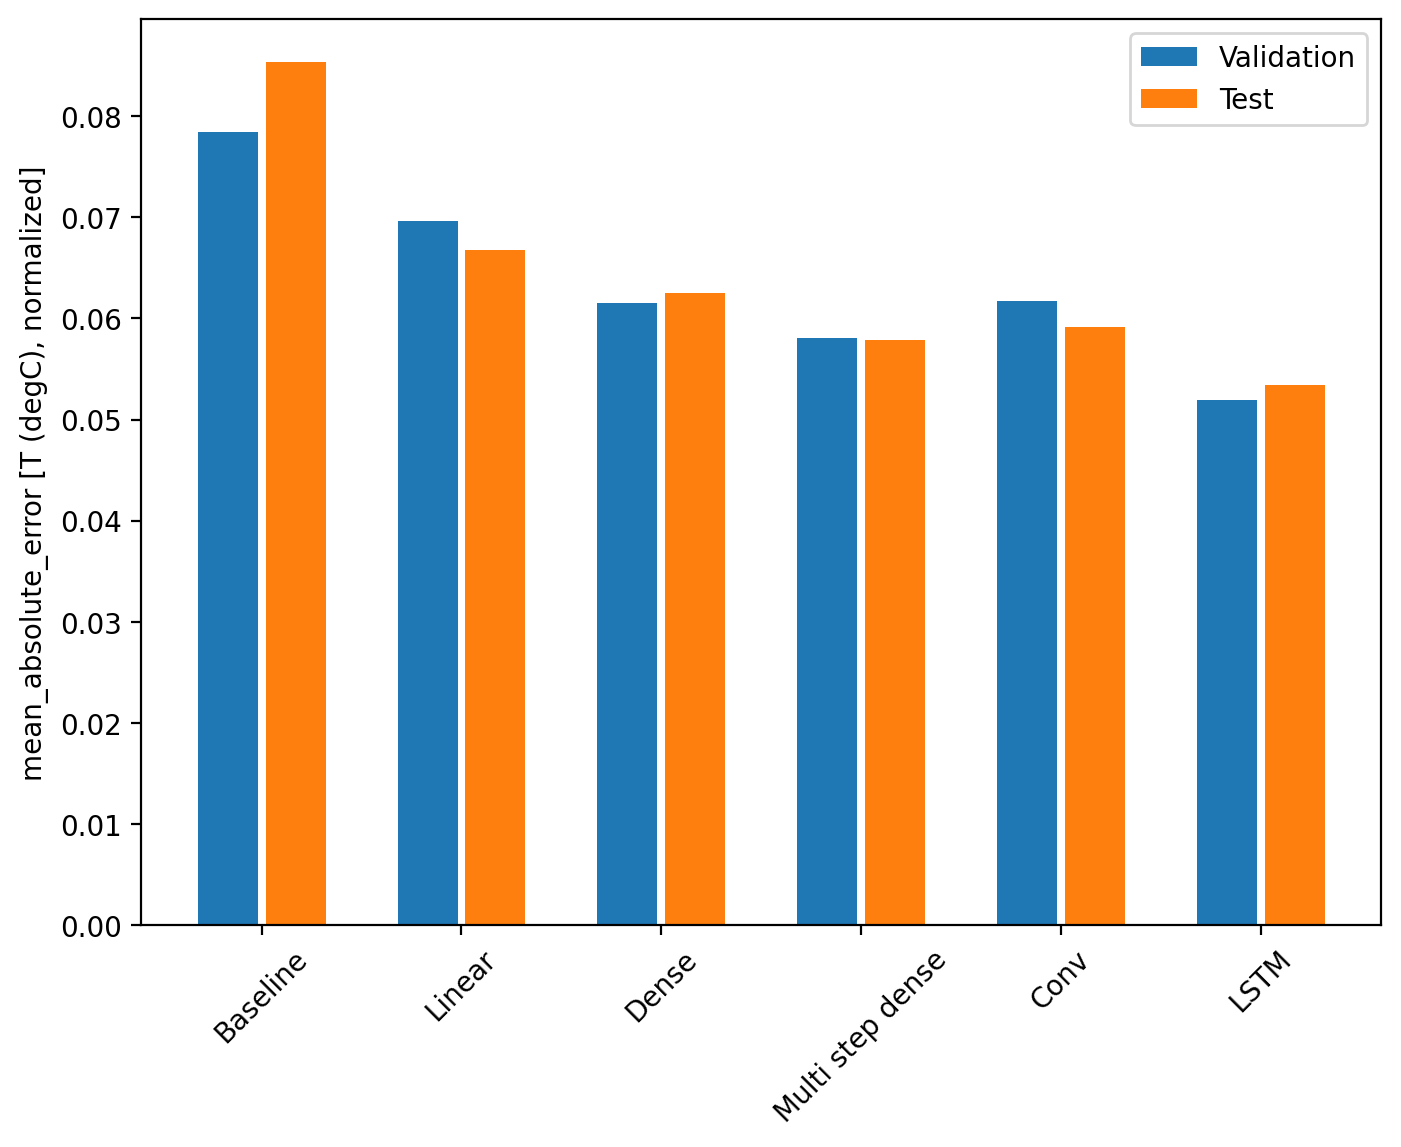 Validation
Test
mean_absolute_error [T (degC), normalized]
0.08
0.07
0.06
0.05
0.04
0.03
0.02
0.01
0.00
Baseline
Linear
Dense
Multi step dense
Conv
LSTM